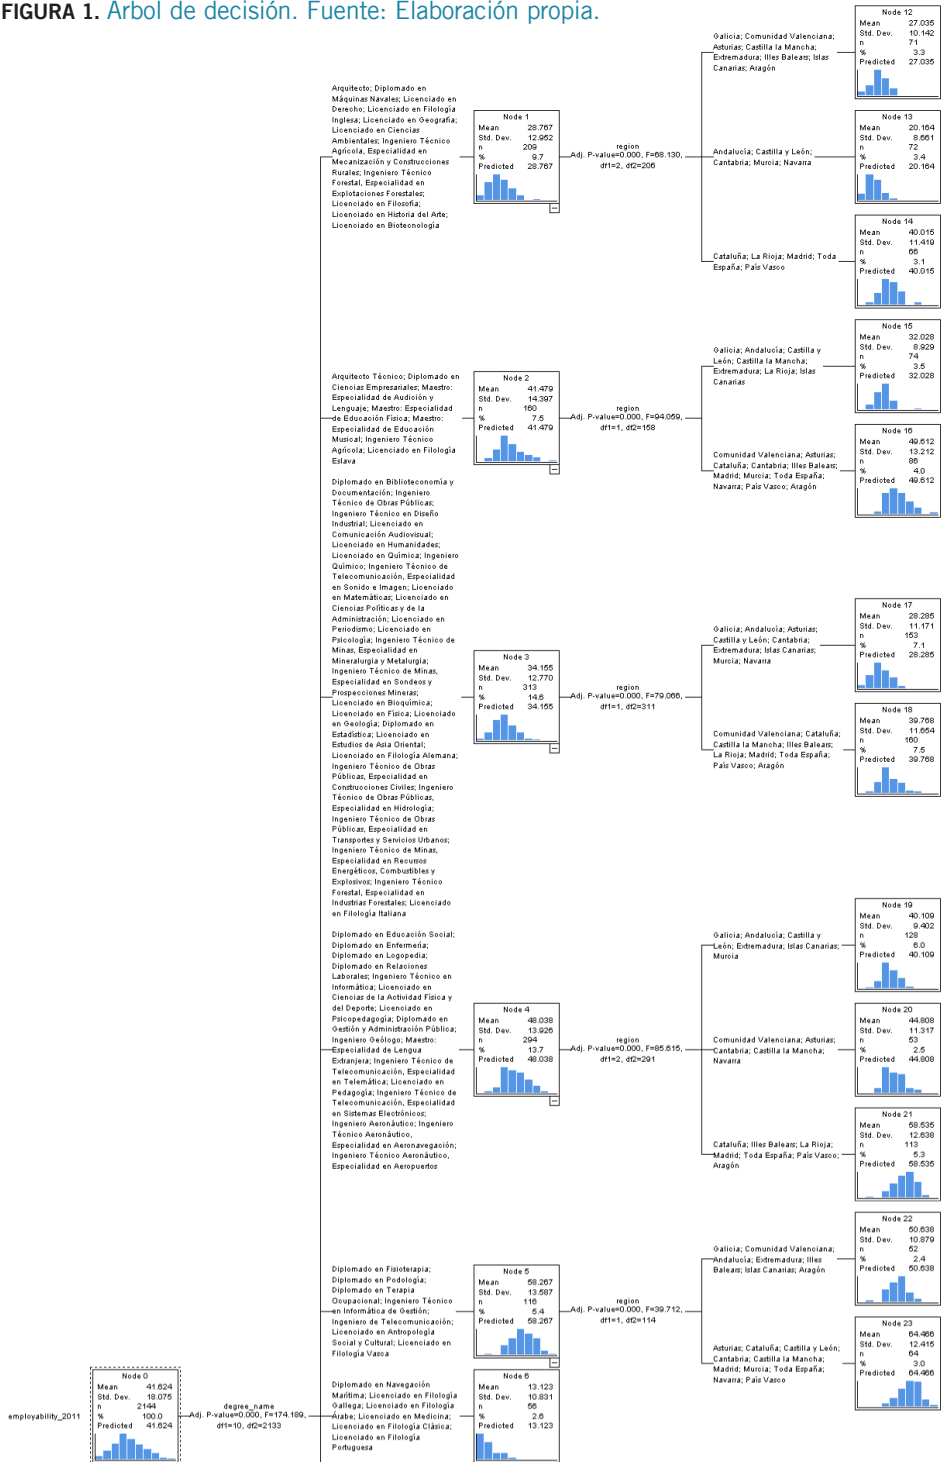 FIGURA 1. Arbol de decisión. Fuente: Elaboración propia.
Arquitecto; Diplomado en
Máquinas Navales; Licenciado en
Derecho; Licenciado en Filología
Inglesa; Licenciado en Geografía;
Licenciado en Ciencias
Ambientales; Ingeniero Técnico
Agrícola, Especialidad en
Mecanización y Construcciones
Rurales; Ingeniero Técnico
Forestal, Especialidad en
Explotaciones Forestales;
Licenciado en Filosofía;
Licenciado en Historia del Arte;
Licenciado en Biotecnología
Node 1
Mean 28.767
Std. Dev. 12.952
n 209
% 9.7
Predicted 28.767
region
Adj. P-value=0.000, F=68.130,
df1=2, df2=206
Galicia; Comunidad Valenciana;
Asturias; Castilla la Mancha;
Extremadura; Illes Balears; Islas
Canarias; Aragón
Node 12
Mean 27.035
Std. Dev. 10.142
n 71
% 3.3
Predicted 27.035
Andalucía; Castilla y León;
Cantabria; Murcia; Navarra
Node 13
Mean 20.164
Std. Dev. 8.661
n 72
% 3.4
Predicted 20.164
Cataluña; La Rioja; Madrid; Toda
España; País Vasco
Node 14
Mean 40.015
Std. Dev. 11.419
n 66
% 3.1
Predicted 40.015
Arquitecto Técnico; Diplomado en
Ciencias Empresariales; Maestro:
Especialidad de Audición y
Lenguaje; Maestro: Especialidad
de Educación Física; Maestro:
Especialidad de Educación
Musical; Ingeniero Técnico
Agrícola; Licenciado en Filología
Eslava
Node 2
Mean 41.479
Std. Dev. 14.397
n 160
% 7.5
Predicted 41.479
region
Adj. P-value=0.000, F=94.059,
df1=1, df2=158
Galicia; Andalucía; Castilla y
León; Castilla la Mancha;
Extremadura; La Rioja; Islas
Canarias
Node 15
Mean 32.028
Std. Dev. 8.929
n 74
% 3.5
Predicted 32.028
Comunidad Valenciana; Asturias;
Cataluña; Cantabria; Illes Balears;
Madrid; Murcia; Toda España;
Navarra; País Vasco; Aragón
Node 16
Mean 49.612
Std. Dev. 13.212
n 86
% 4.0
Predicted 49.612
Diplomado en Biblioteconomía y
Documentación; Ingeniero
Técnico de Obras Públicas;
Ingeniero Técnico en Diseño
Industrial; Licenciado en
Comunicación Audiovisual;
Licenciado en Humanidades;
Licenciado en Química; Ingeniero
Químico; Ingeniero Técnico de
Telecomunicación, Especialidad
en Sonido e Imagen; Licenciado
en Matemáticas; Licenciado en
Ciencias Políticas y de la
Administración; Licenciado en
Periodismo; Licenciado en
Psicología; Ingeniero Técnico de
Minas, Especialidad en
Mineralurgia y Metalurgia;
Ingeniero Técnico de Minas,
Especialidad en Sondeos y
Prospecciones Mineras;
Licenciado en Bioquímica;
Licenciado en Física; Licenciado
en Geología; Diplomado en
Estadística; Licenciado en
Estudios de Asia Oriental;
Licenciado en Filología Alemana;
Ingeniero Técnico de Obras
Públicas, Especialidad en
Construcciones Civiles; Ingeniero
Técnico de Obras Públicas,
Especialidad en Hidrología;
Ingeniero Técnico de Obras
Públicas, Especialidad en
Transportes y Servicios Urbanos;
Ingeniero Técnico de Minas,
Especialidad en Recursos
Energéticos, Combustibles y
Explosivos; Ingeniero Técnico
Forestal, Especialidad en
Industrias Forestales; Licenciado
en Filología Italiana
Node 3
Mean 34.155
Std. Dev. 12.770
n 313
% 14.6
Predicted 34.155
region
Adj. P-value=0.000, F=79.066,
df1=1, df2=311
Galicia; Andalucía; Asturias;
Castilla y León; Cantabria;
Extremadura; Islas Canarias;
Murcia; Navarra
Node 17
Mean 28.285
Std. Dev. 11.171
n 153
% 7.1
Predicted 28.285
Comunidad Valenciana; Cataluña;
Castilla la Mancha; Illes Balears;
La Rioja; Madrid; Toda España;
País Vasco; Aragón
Node 18
Mean 39.768
Std. Dev. 11.654
n 160
% 7.5
Predicted 39.768
Diplomado en Educación Social;
Diplomado en Enfermería;
Diplomado en Logopedia;
Diplomado en Relaciones
Laborales; Ingeniero Técnico en
Informática; Licenciado en
Ciencias de la Actividad Física y
del Deporte; Licenciado en
Psicopedagogía; Diplomado en
Gestión y Administración Pública;
Ingeniero Geólogo; Maestro:
Especialidad de Lengua
Extranjera; Ingeniero Técnico de
Telecomunicación, Especialidad
en Telemática; Licenciado en
Pedagogía; Ingeniero Técnico de
Telecomunicación, Especialidad
en Sistemas Electrónicos;
Ingeniero Aeronáutico; Ingeniero
Técnico Aeronáutico,
Especialidad en Aeronavegación;
Ingeniero Técnico Aeronáutico,
Especialidad en Aeropuertos
Node 4
Mean 48.038
Std. Dev. 13.926
n 294
% 13.7
Predicted 48.038
region
Adj. P-value=0.000, F=85.615,
df1=2, df2=291
Galicia; Andalucía; Castilla y
León; Extremadura; Islas Canarias;
Murcia
Node 19
Mean 40.109
Std. Dev. 9.402
n 128
% 6.0
Predicted 40.109
Comunidad Valenciana; Asturias;
Cantabria; Castilla la Mancha;
Navarra
Node 20
Mean 44.808
Std. Dev. 11.317
n 53
% 2.5
Predicted 44.808
Cataluña; Illes Balears; La Rioja;
Madrid; Toda España; País Vasco;
Aragón
Node 21
Mean 58.535
Std. Dev. 12.638
n 113
% 5.3
Predicted 58.535
Diplomado en Fisioterapia;
Diplomado en Podología;
Diplomado en Terapia
Ocupacional; Ingeniero Técnico
en Informática de Gestión;
Ingeniero de Telecomunicación;
Licenciado en Antropología
Social y Cultural; Licenciado en
Filología Vasca
Node 5
Mean 58.267
Std. Dev. 13.587
n 116
% 5.4
Predicted 58.267
region
Adj. P-value=0.000, F=39.712,
df1=1, df2=114
Galicia; Comunidad Valenciana;
Andalucía; Extremadura; Illes
Balears; Islas Canarias; Aragón
Node 22
Mean 50.638
Std. Dev. 10.879
n 52
% 2.4
Predicted 50.638
Asturias; Cataluña; Castilla y León;
Cantabria; Castilla la Mancha;
Madrid; Murcia; Toda España;
Navarra; País Vasco
Node 23
Mean 64.466
Std. Dev. 12.415
n 64
% 3.0
Predicted 64.466
employability_2011
Node 0
Mean 41.624
Std. Dev. 18.075
n 2144
% 100.0
Predicted 41.624
degree_name
Adj. P-value=0.000, F=174.189,
df1=10, df2=2133
Diplomado en Navegación
Marítima; Licenciado en Filología
Gallega; Licenciado en Filología
Árabe; Licenciado en Medicina;
Licenciado en Filología Clásica;
Licenciado en Filología
Portuguesa
Node 6
Mean 13.123
Std. Dev. 10.831
n 56
% 2.6
Predicted 13.123